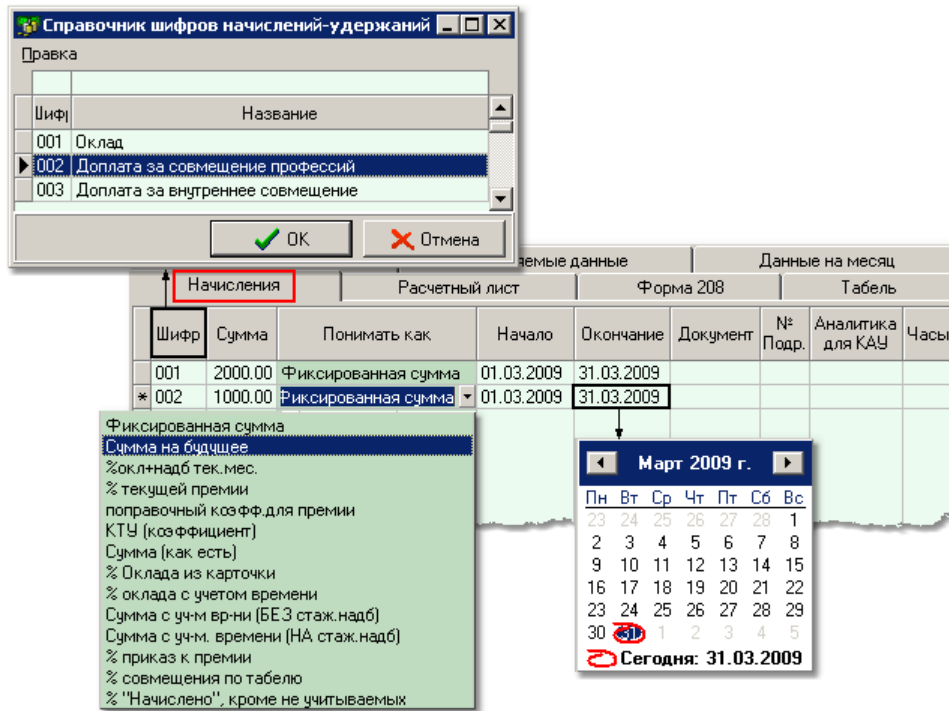 Справочник шифров начислений-удержаний
Правка
Шифр Название
001 Оклад
002 Доплата за совмещение профессий
003 Доплата за внутреннее совмещение
ОК Отмена
данные Данные на месяц
Начисления Расчетный лист Форма 208 Табель
Шифр Сумма Понимать как Начало Окончание Документ № Подр. Аналитика для КАУ Часы
001 2000.00 Фиксированная сумма 01.03.2009 31.03.2009
* 002 1000.00 Фиксированная сумма 01.03.2009 31.03.2009
Фиксированная сумма
Сумма на будущее
%окл+надб тек.мес.
% текущей премии
поправочный коэфф.для премии
КТУ (коэффициент)
Сумма (как есть)
% Оклада из карточки
% оклада с учетом времени
Сумма с уч-м вр-ни (БЕЗ стаж.надб)
Сумма с уч-м. времени (НА стаж.надб)
% приказ к премии
% совмещения по табелю
% "Начислено", кроме не учитываемых
Март 2009 г.
Пн Вт Ср Чт Пт Сб Вс
23 24 25 26 27 28 1
2 3 4 5 6 7 8
9 10 11 12 13 14 15
16 17 18 19 20 21 22
23 24 25 26 27 28 29
30 31 1 2 3 4 5
Сегодня: 31.03.2009